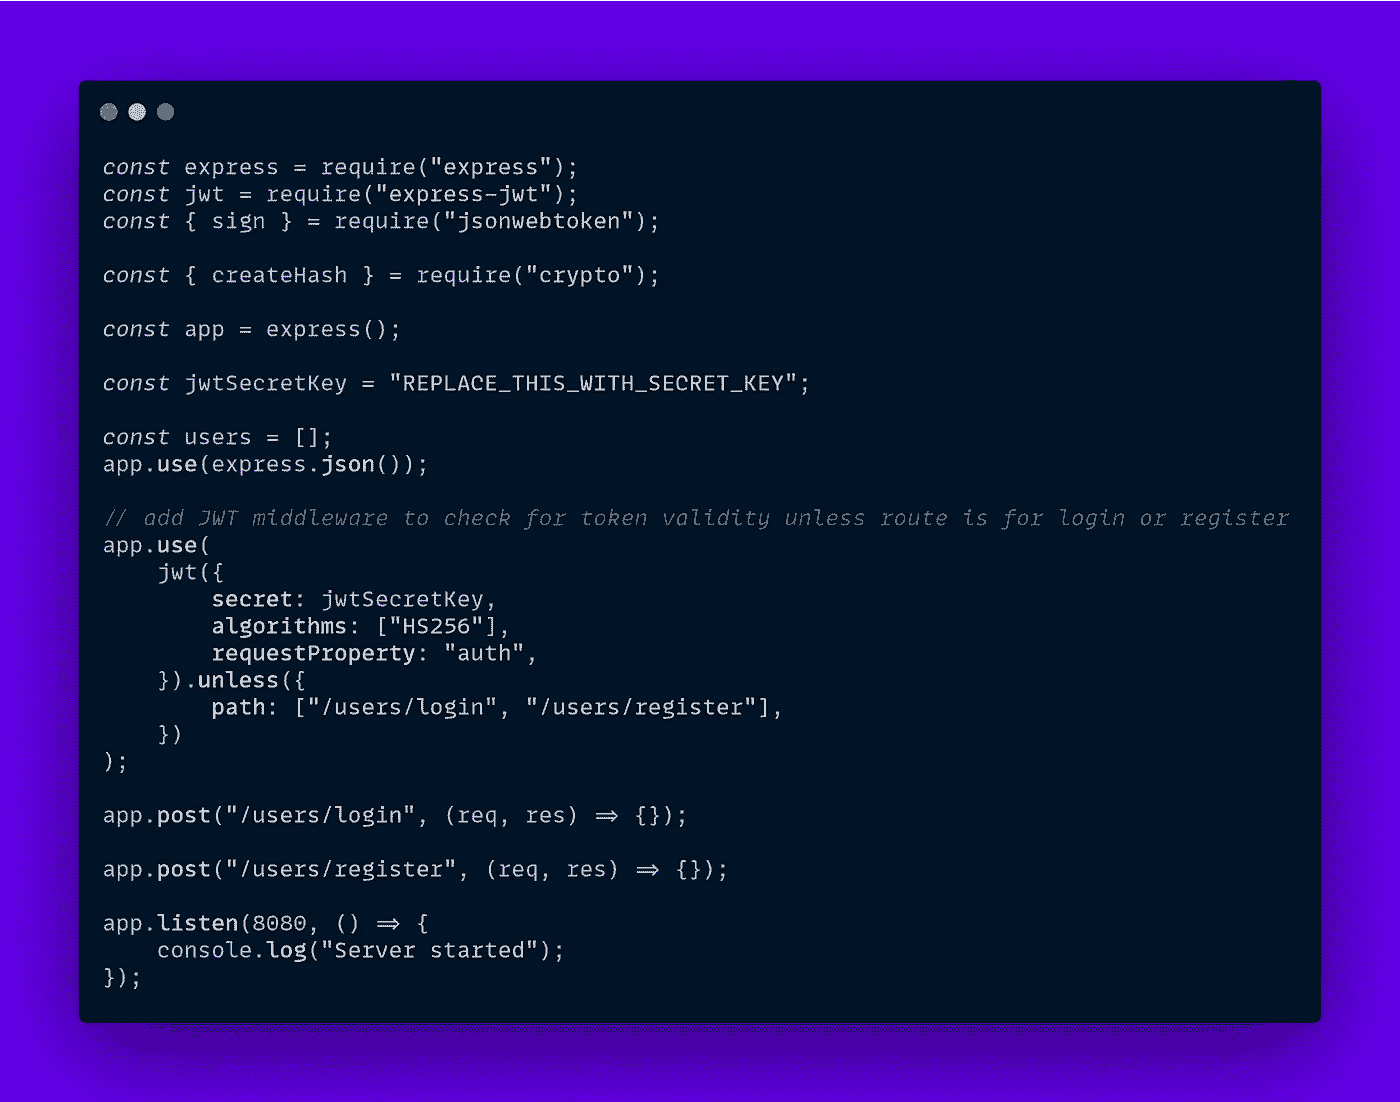 const express = require("express");
const jwt = require("express-jwt");
const { sign } = require("jsonwebtoken");

const { createHash } = require("crypto");

const app = express();

const jwtSecretKey = "REPLACE_THIS_WITH_SECRET_KEY";

const users = [];
app.use(express.json());

// add JWT middleware to check for token validity unless route is for login or register
app.use(
    jwt({
        secret: jwtSecretKey,
        algorithms: ["HS256"],
        requestProperty: "auth",
    }).unless({
        path: ["/users/login", "/users/register"],
    })
);

app.post("/users/login", (req, res) => {});

app.post("/users/register", (req, res) => {});

app.listen(8080, () => {
    console.log("Server started");
});